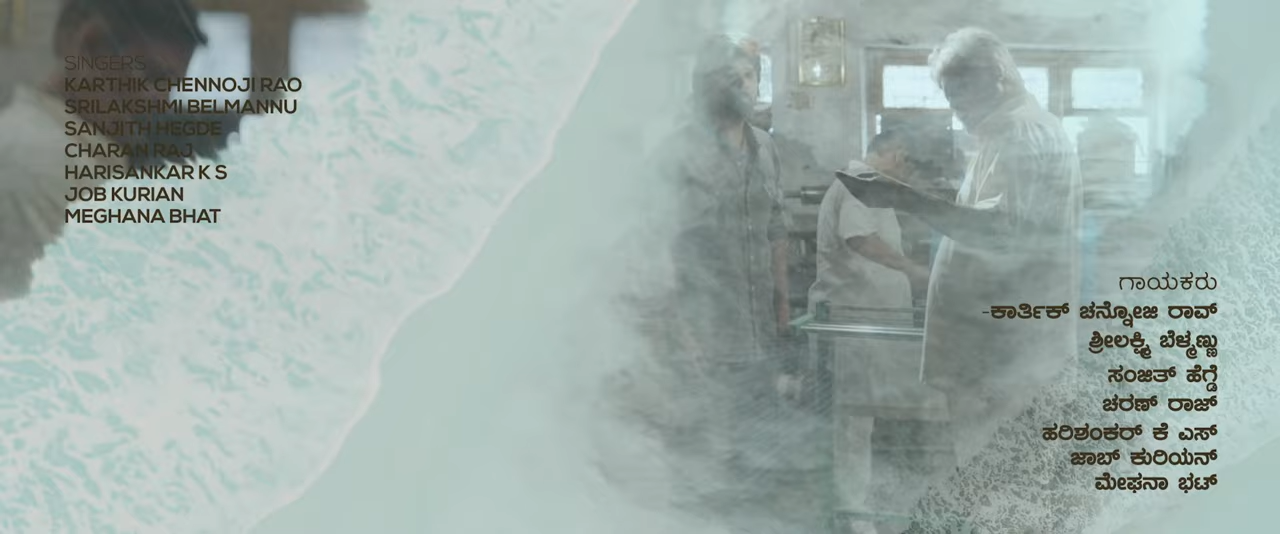 SINGERS
KARTHIK CHENNOJI RAO
SRILAKSHMI BELMANNU
SANJITH HEGDE
CHARAN RAJ
HARISANKAR K S
JOB KURIAN
MEGHANA BHAT
ಗಾಯಕರು
-ಕಾರ್ತಿಕ್ ಚನ್ನೋಜಿ ರಾವ್
ಶ್ರೀಲಕ್ಷ್ಮಿ ಬೆಳ್ಮಣ್ಣು
ಸಂಜಿತ್ ಹೆಗ್ಡೆ
ಚರಣ್ ರಾಜ್
ಹರಿಶಂಕರ್ ಕೆ ಎಸ್
ಜಾಬ್ ಕುರಿಯನ್
ಮೇಘನಾ ಭಟ್